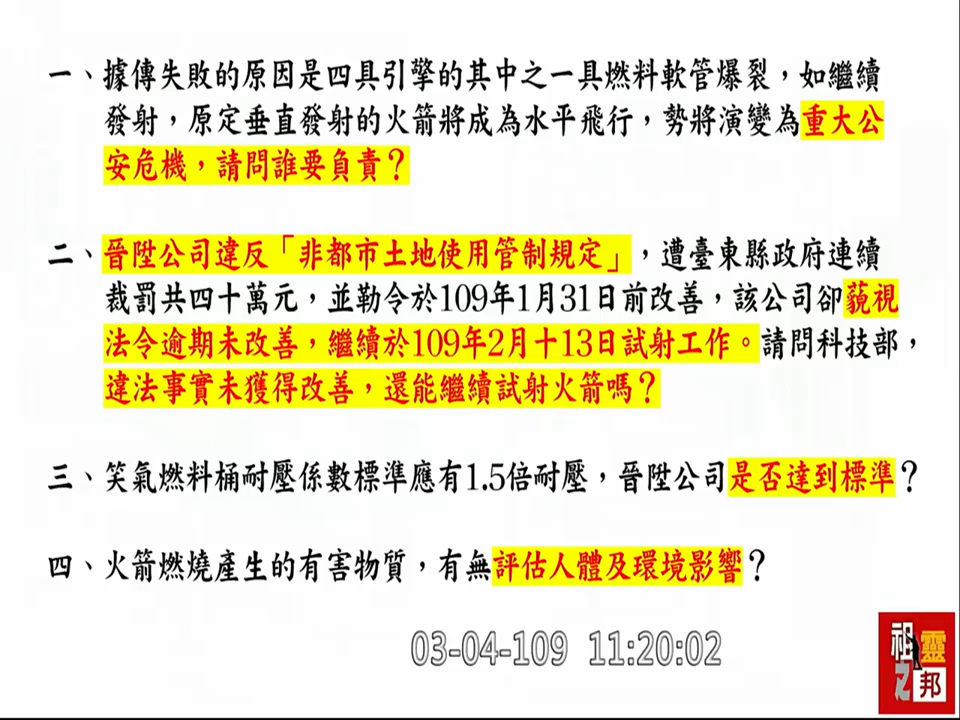 一、據傳失敗的原因是四具引擎的其中之一具燃料軟管爆裂，如繼續
發射，原定垂直發射的火箭將成為水平飛行，勢將演變為重大公
安危機，請問誰要負責？
二、晉陞公司違反「非都市土地使用管制規定」，遭臺東縣政府連續
裁罰共四十萬元，並勒令於109年1月31日前改善，該公司卻藐視
法令逾期未改善，繼續於109年2月十13日試射工作。請問科技部，
違法事實未獲得改善，還能繼續試射火箭嗎？
三、笑氣燃料桶耐壓係數標準應有1.5倍耐壓，晉陞公司是否達到標準？
四、火箭燃燒產生的有害物質，有無評估人體及環境影響？
03-04-109 11:20:02
祖靈之邦